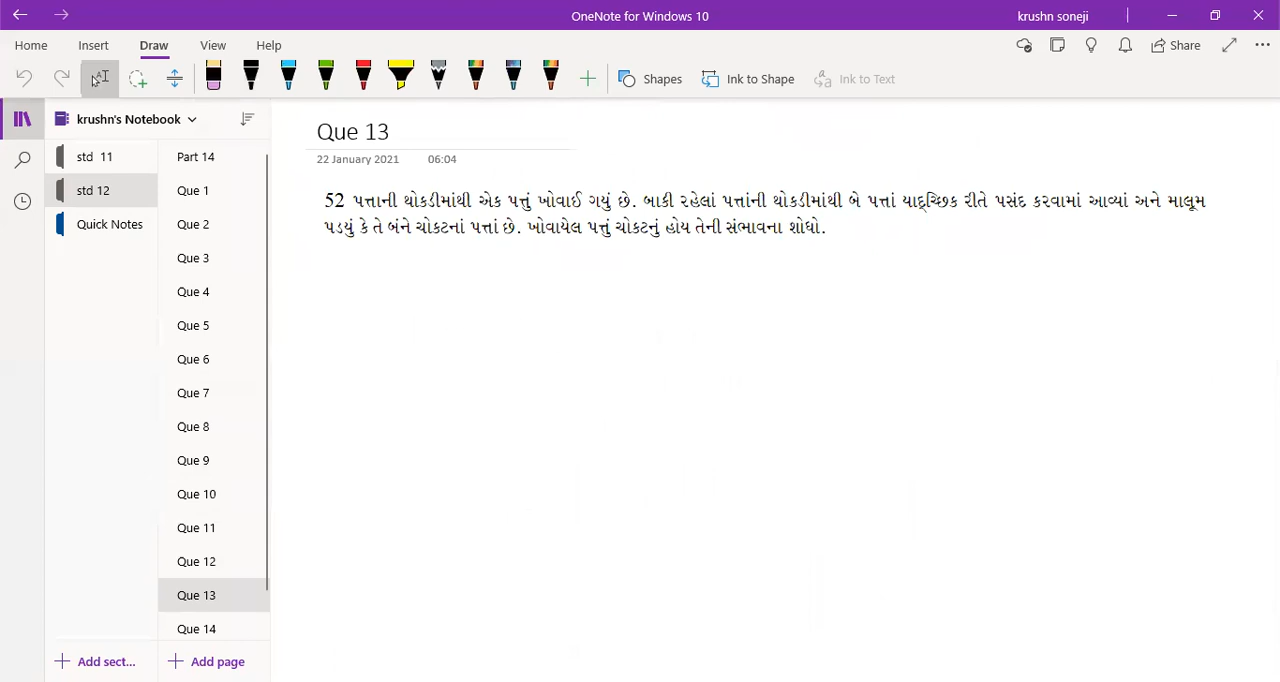 OneNote for Windows 10
krushn soneji
Home Insert Draw View Help
Share
Shapes Ink to Shape Ink to Text
krushn's Notebook
std 11
std 12
Quick Notes
Part 14
Que 1
Que 2
Que 3
Que 4
Que 5
Que 6
Que 7
Que 8
Que 9
Que 10
Que 11
Que 12
Que 13
Que 14
Add sect...
Add page
Que 13
22 January 2021 06:04
52 પત્તાની થોકડીમાંથી એક પત્તું ખોવાઈ ગયું છે. બાકી રહેલાં પત્તાંની થોકડીમાંથી બે પત્તાં યાદ્દચ્છિક રીતે પસંદ કરવામાં આવ્યાં અને માલૂમ
પડયું કે તે બંને ચોકટનાં પત્તાં છે. ખોવાયેલ પત્તું ચોકટનું હોય તેની સંભાવના શોધો.